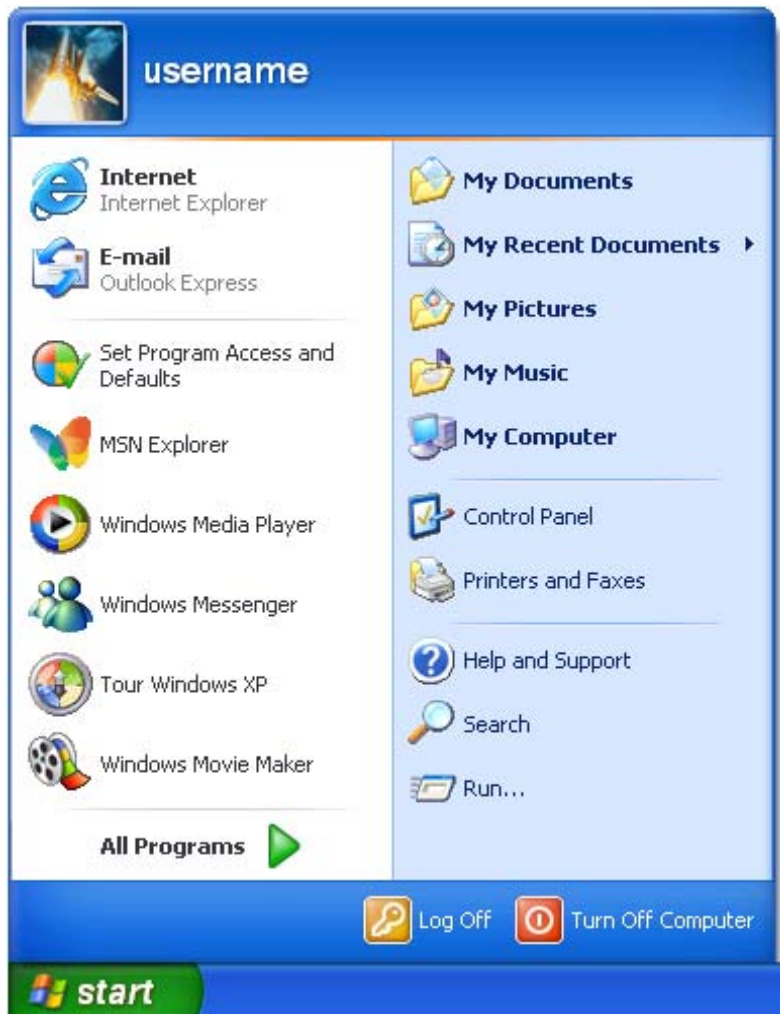 username
Internet
Internet Explorer
E-mail
Outlook Express
Set Program Access and
Defaults
MSN Explorer
Windows Media Player
Windows Messenger
Tour Windows XP
Windows Movie Maker
All Programs
My Documents
My Recent Documents
My Pictures
My Music
My Computer
Control Panel
Printers and Faxes
Help and Support
Search
Run...
Log Off
Turn Off Computer
start